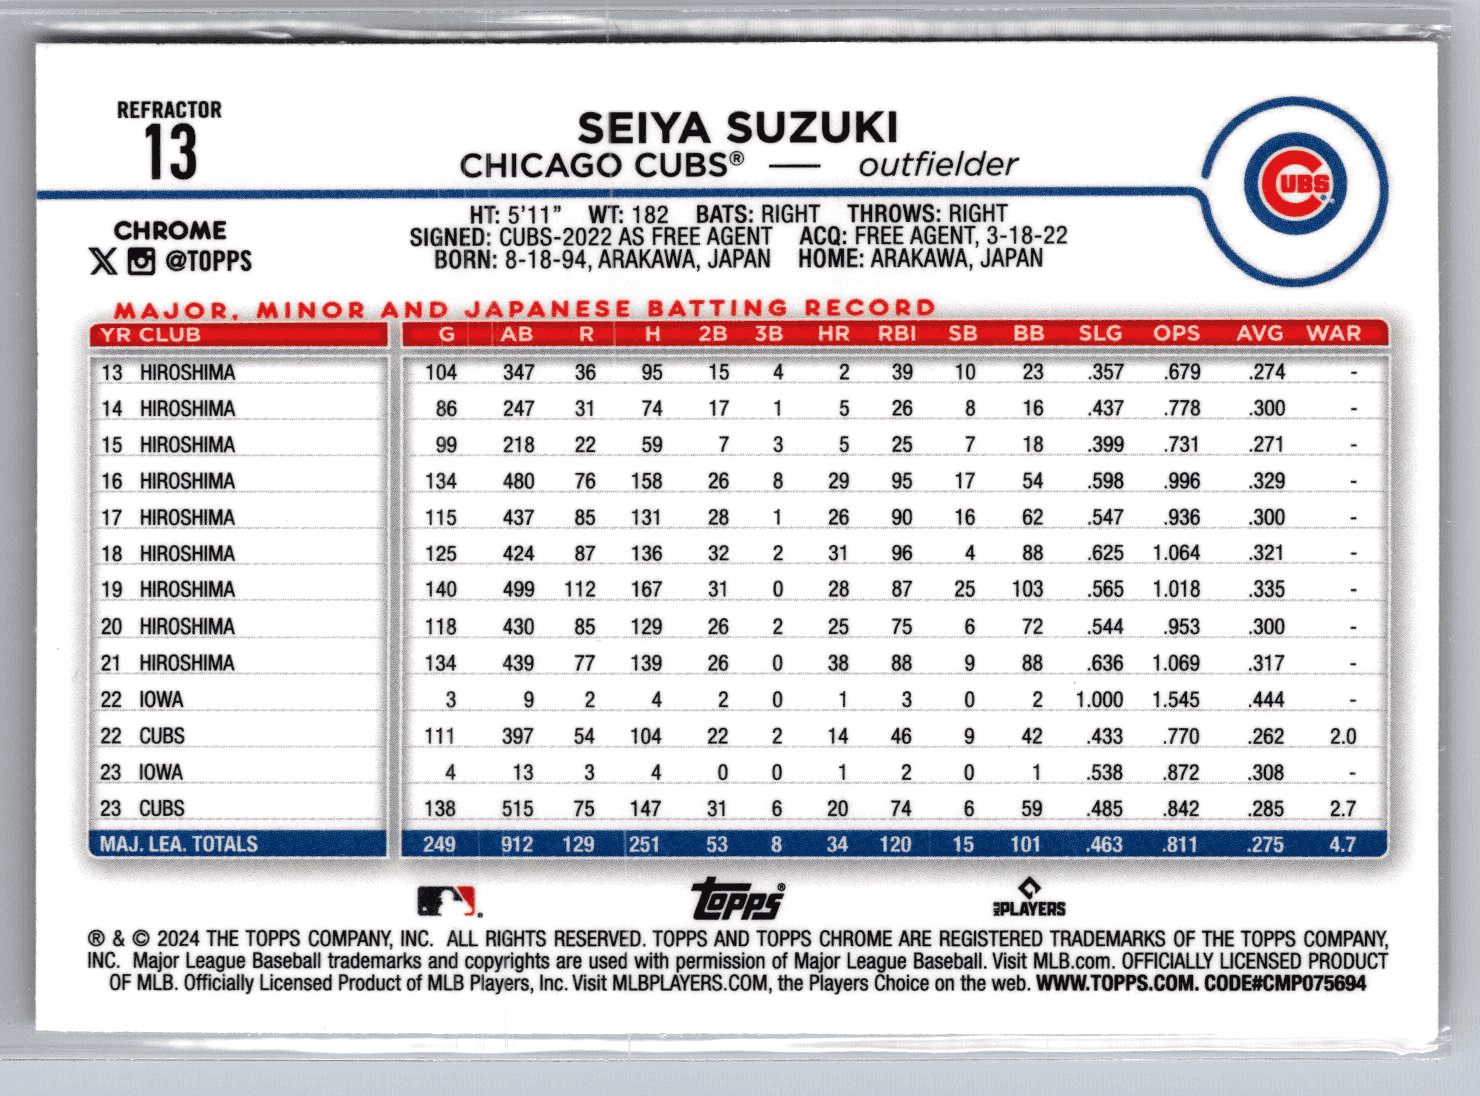 REFRACTOR
13
SEIYA SUZUKI
CHICAGO CUBS® — outfielder
CUBS
CHROME
X @TOPPS
HT: 5'11" WT: 182 BATS: RIGHT THROWS: RIGHT
SIGNED: CUBS-2022 AS FREE AGENT ACQ: FREE AGENT, 3-18-22
BORN: 8-18-94, ARAKAWA, JAPAN HOME: ARAKAWA, JAPAN
MAJOR, MINOR AND JAPANESE BATTING RECORD
YR CLUB G AB R H 2B 3B HR RBI SB BB SLG OPS AVG WAR
13 HIROSHIMA 104 347 36 95 15 4 2 39 10 23 .357 .679 .274 -
14 HIROSHIMA 86 247 31 74 17 1 5 26 8 16 .437 .778 .300 -
15 HIROSHIMA 99 218 22 59 7 3 5 25 7 18 .399 .731 .271 -
16 HIROSHIMA 134 480 76 158 26 8 29 95 17 54 .598 .996 .329 -
17 HIROSHIMA 115 437 85 131 28 1 26 90 16 62 .547 .936 .300 -
18 HIROSHIMA 125 424 87 136 32 2 31 96 4 88 .625 1.064 .321 -
19 HIROSHIMA 140 499 112 167 31 0 28 87 25 103 .565 1.018 .335 -
20 HIROSHIMA 118 430 85 129 26 2 25 75 6 72 .544 .953 .300 -
21 HIROSHIMA 134 439 77 139 26 0 38 88 9 88 .636 1.069 .317 -
22 IOWA 3 9 2 4 2 0 1 3 0 2 1.000 1.545 .444 -
22 CUBS 111 397 54 104 22 2 14 46 9 42 .433 .770 .262 2.0
23 IOWA 4 13 3 4 0 0 1 2 0 1 .538 .872 .308 -
23 CUBS 138 515 75 147 31 6 20 74 6 59 .485 .842 .285 2.7
MAJ. LEA. TOTALS 249 912 129 251 53 8 34 120 15 101 .463 .811 .275 4.7
Topps® MLB PLAYERS
® & © 2024 THE TOPPS COMPANY, INC. ALL RIGHTS RESERVED. TOPPS AND TOPPS CHROME ARE REGISTERED TRADEMARKS OF THE TOPPS COMPANY,
INC. Major League Baseball trademarks and copyrights are used with permission of Major League Baseball. Visit MLB.com. OFFICIALLY LICENSED PRODUCT
OF MLB. Officially Licensed Product of MLB Players, Inc. Visit MLBPLAYERS.COM, the Players Choice on the web. WWW.TOPPS.COM. CODE#CMP075694